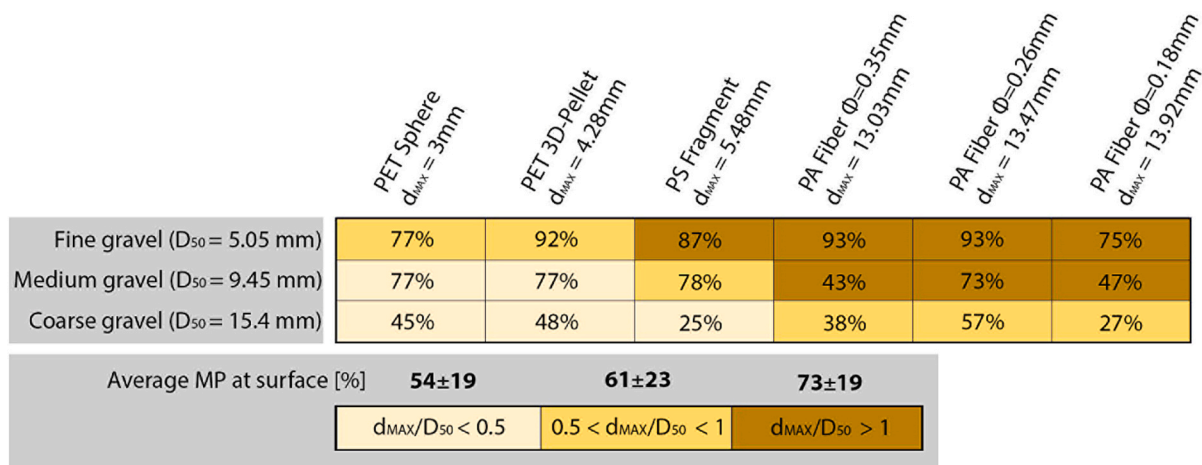 PET Sphere
dMAX = 3mm
PET 3D-Pellet
dMAX = 4.28mm
PS Fragment
dMAX = 5.48mm
PA Fiber Φ=0.35mm
dMAX = 13.03mm
PA Fiber Φ=0.26mm
dMAX = 13.47mm
PA Fiber Φ=0.18mm
dMAX = 13.92mm
Fine gravel (D50 = 5.05 mm) 77% 92% 87% 93% 93% 75%
Medium gravel (D50 = 9.45 mm) 77% 77% 78% 43% 73% 47%
Coarse gravel (D50 = 15.4 mm) 45% 48% 25% 38% 57% 27%
Average MP at surface [%] 54±19 61±23 73±19
dMAX/D50 < 0.5 0.5 < dMAX/D50 < 1 dMAX/D50 > 1